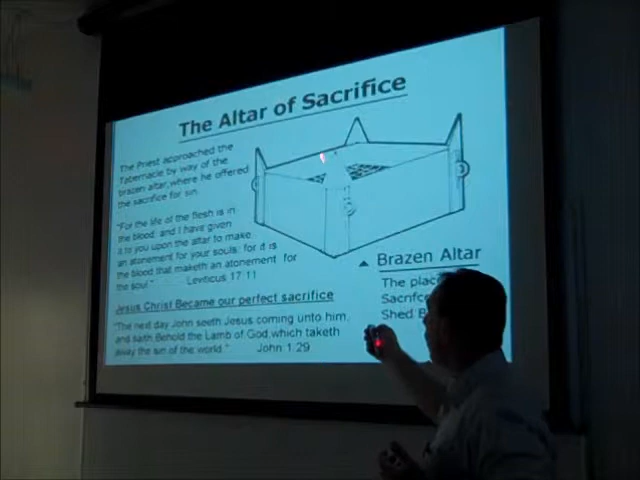 The Altar of Sacrifice
The Priest approached the
Tabernacle by way of the
brazen altar, where he offered
the sacrifice for sin.
"For the life of the flesh is in
the blood: and I have given
it to you upon the altar to make
an atonement for your souls: for it is
the blood that maketh an atonement for
the soul." Leviticus 17:11
Jesus Christ Became our perfect sacrifice
"The next day John seeth Jesus coming unto him,
and saith Behold the Lamb of God, which taketh
away the sin of the world." John 1:29
Brazen Altar
The
Shed